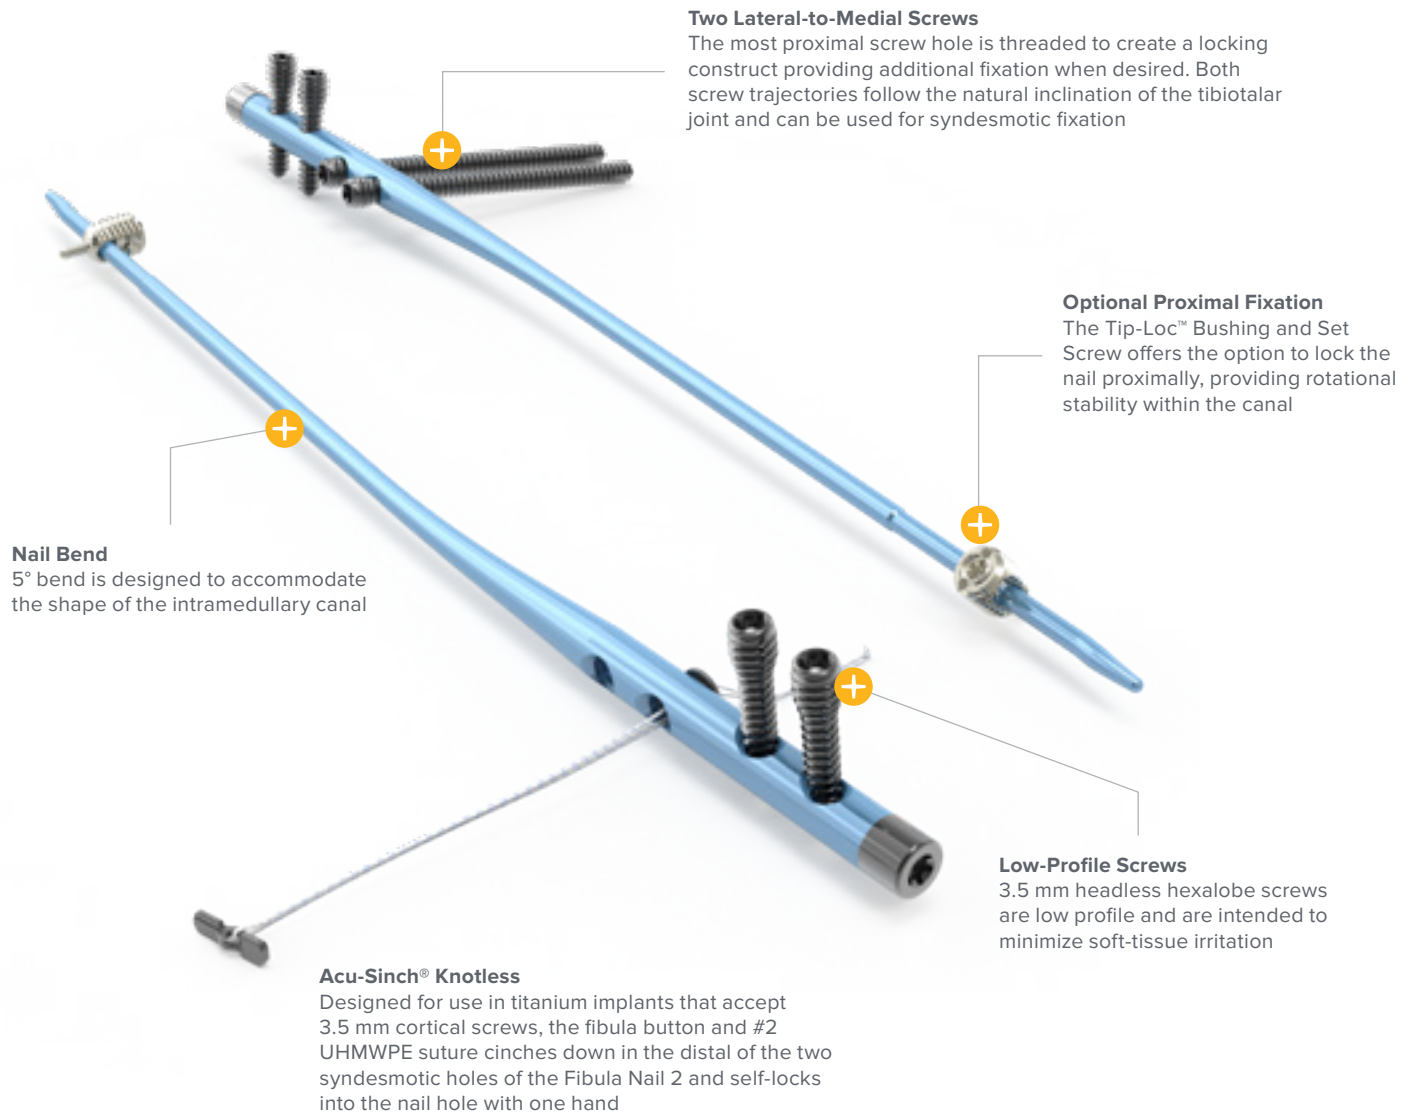 Two Lateral-to-Medial Screws
The most proximal screw hole is threaded to create a locking
construct providing additional fixation when desired. Both
screw trajectories follow the natural inclination of the tibiotalar
joint and can be used for syndesmotic fixation
Optional Proximal Fixation
The Tip-Loc™ Bushing and Set
Screw offers the option to lock the
nail proximally, providing rotational
stability within the canal
Nail Bend
5° bend is designed to accommodate
the shape of the intramedullary canal
Low-Profile Screws
3.5 mm headless hexalobe screws
are low profile and are intended to
minimize soft-tissue irritation
Acu-Sinch® Knotless
Designed for use in titanium implants that accept
3.5 mm cortical screws, the fibula button and #2
UHMWPE suture cinches down in the distal of the two
syndesmotic holes of the Fibula Nail 2 and self-locks
into the nail hole with one hand